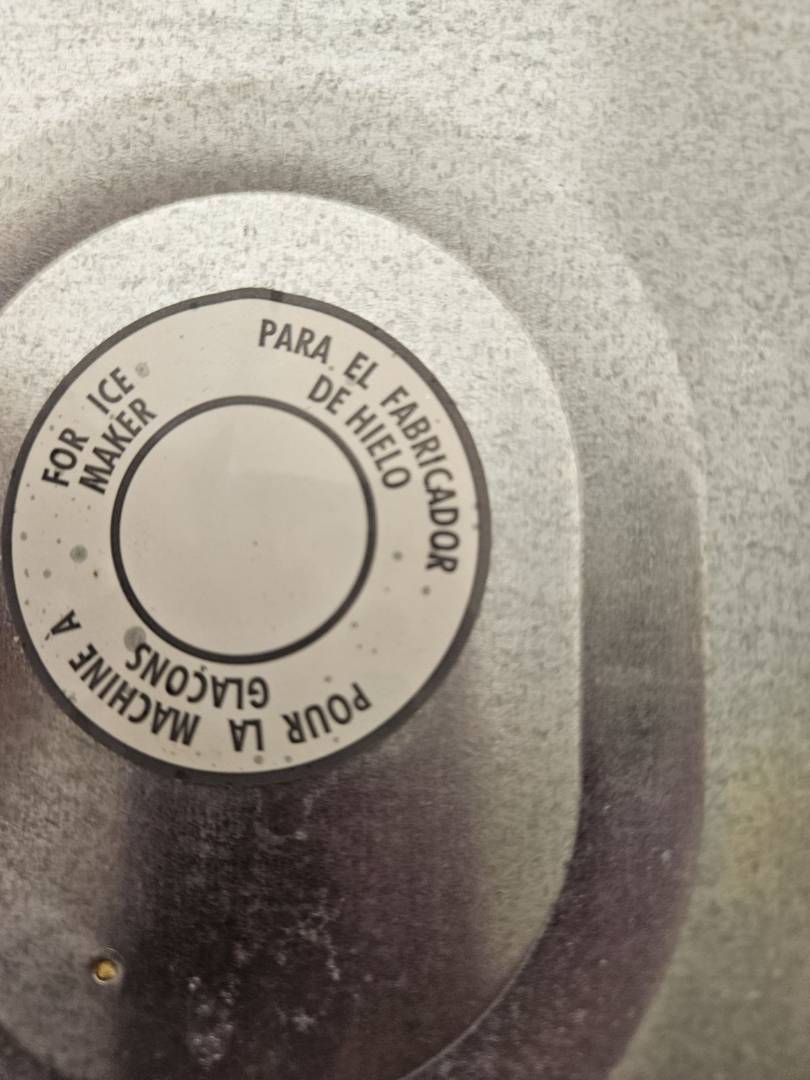 FOR ICE
MAKER
PARA EL FABRICADOR
DE HIELO
POUR LA MACHINE A
GLAÇONS